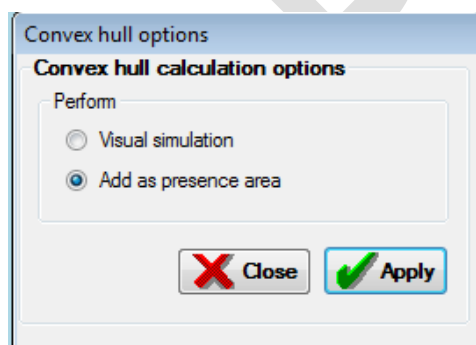 Convex hull options
Convex hull calculation options
Perform
Visual simulation
Add as presence area
Close Apply